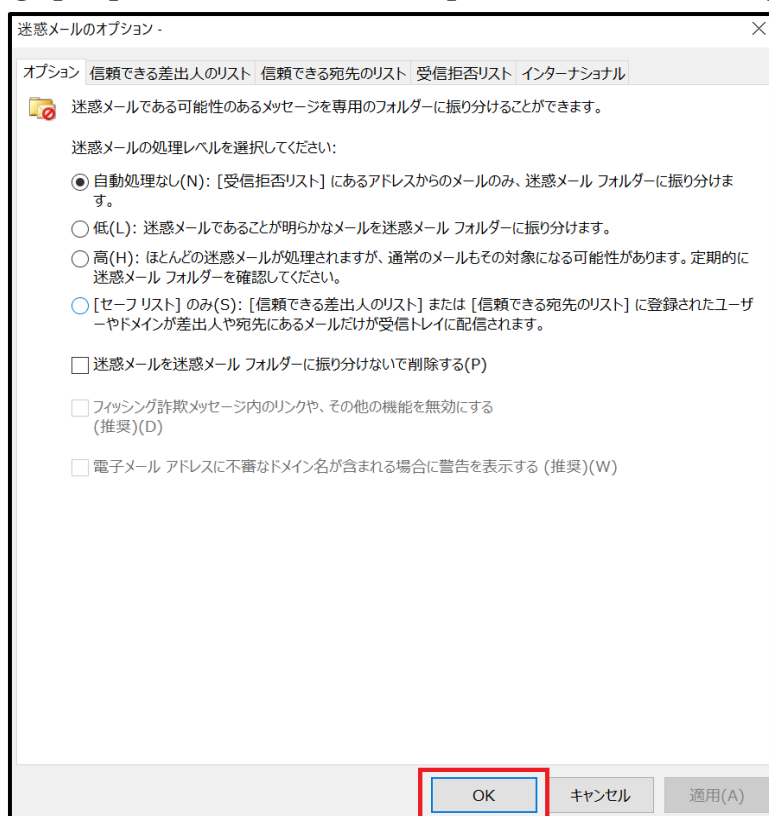 迷惑メールのオプション -
オプション 信頼できる差出人のリスト 信頼できる宛先のリスト 受信拒否リスト インターナショナル
迷惑メールである可能性のあるメッセージを専用のフォルダーに振り分けることができます。
迷惑メールの処理レベルを選択してください:
自動処理なし(N): [受信拒否リスト] にあるアドレスからのメールのみ、迷惑メール フォルダーに振り分けま
す。
低(L): 迷惑メールであることが明らかなメールを迷惑メール フォルダーに振り分けます。
高(H): ほとんどの迷惑メールが処理されますが、通常のメールもその対象になる可能性があります。定期的に
迷惑メール フォルダーを確認してください。
[セーフ リスト] のみ(S): [信頼できる差出人のリスト] または [信頼できる宛先のリスト] に登録されたユーザ
ーやドメインが差出人や宛先にあるメールだけが受信トレイに配信されます。
迷惑メールを迷惑メール フォルダーに振り分けないで削除する(P)
フィッシング詐欺メッセージ内のリンクや、その他の機能を無効にする
(推奨)(D)
電子メール アドレスに不審なドメイン名が含まれる場合に警告を表示する (推奨)(W)
OK キャンセル 適用(A)